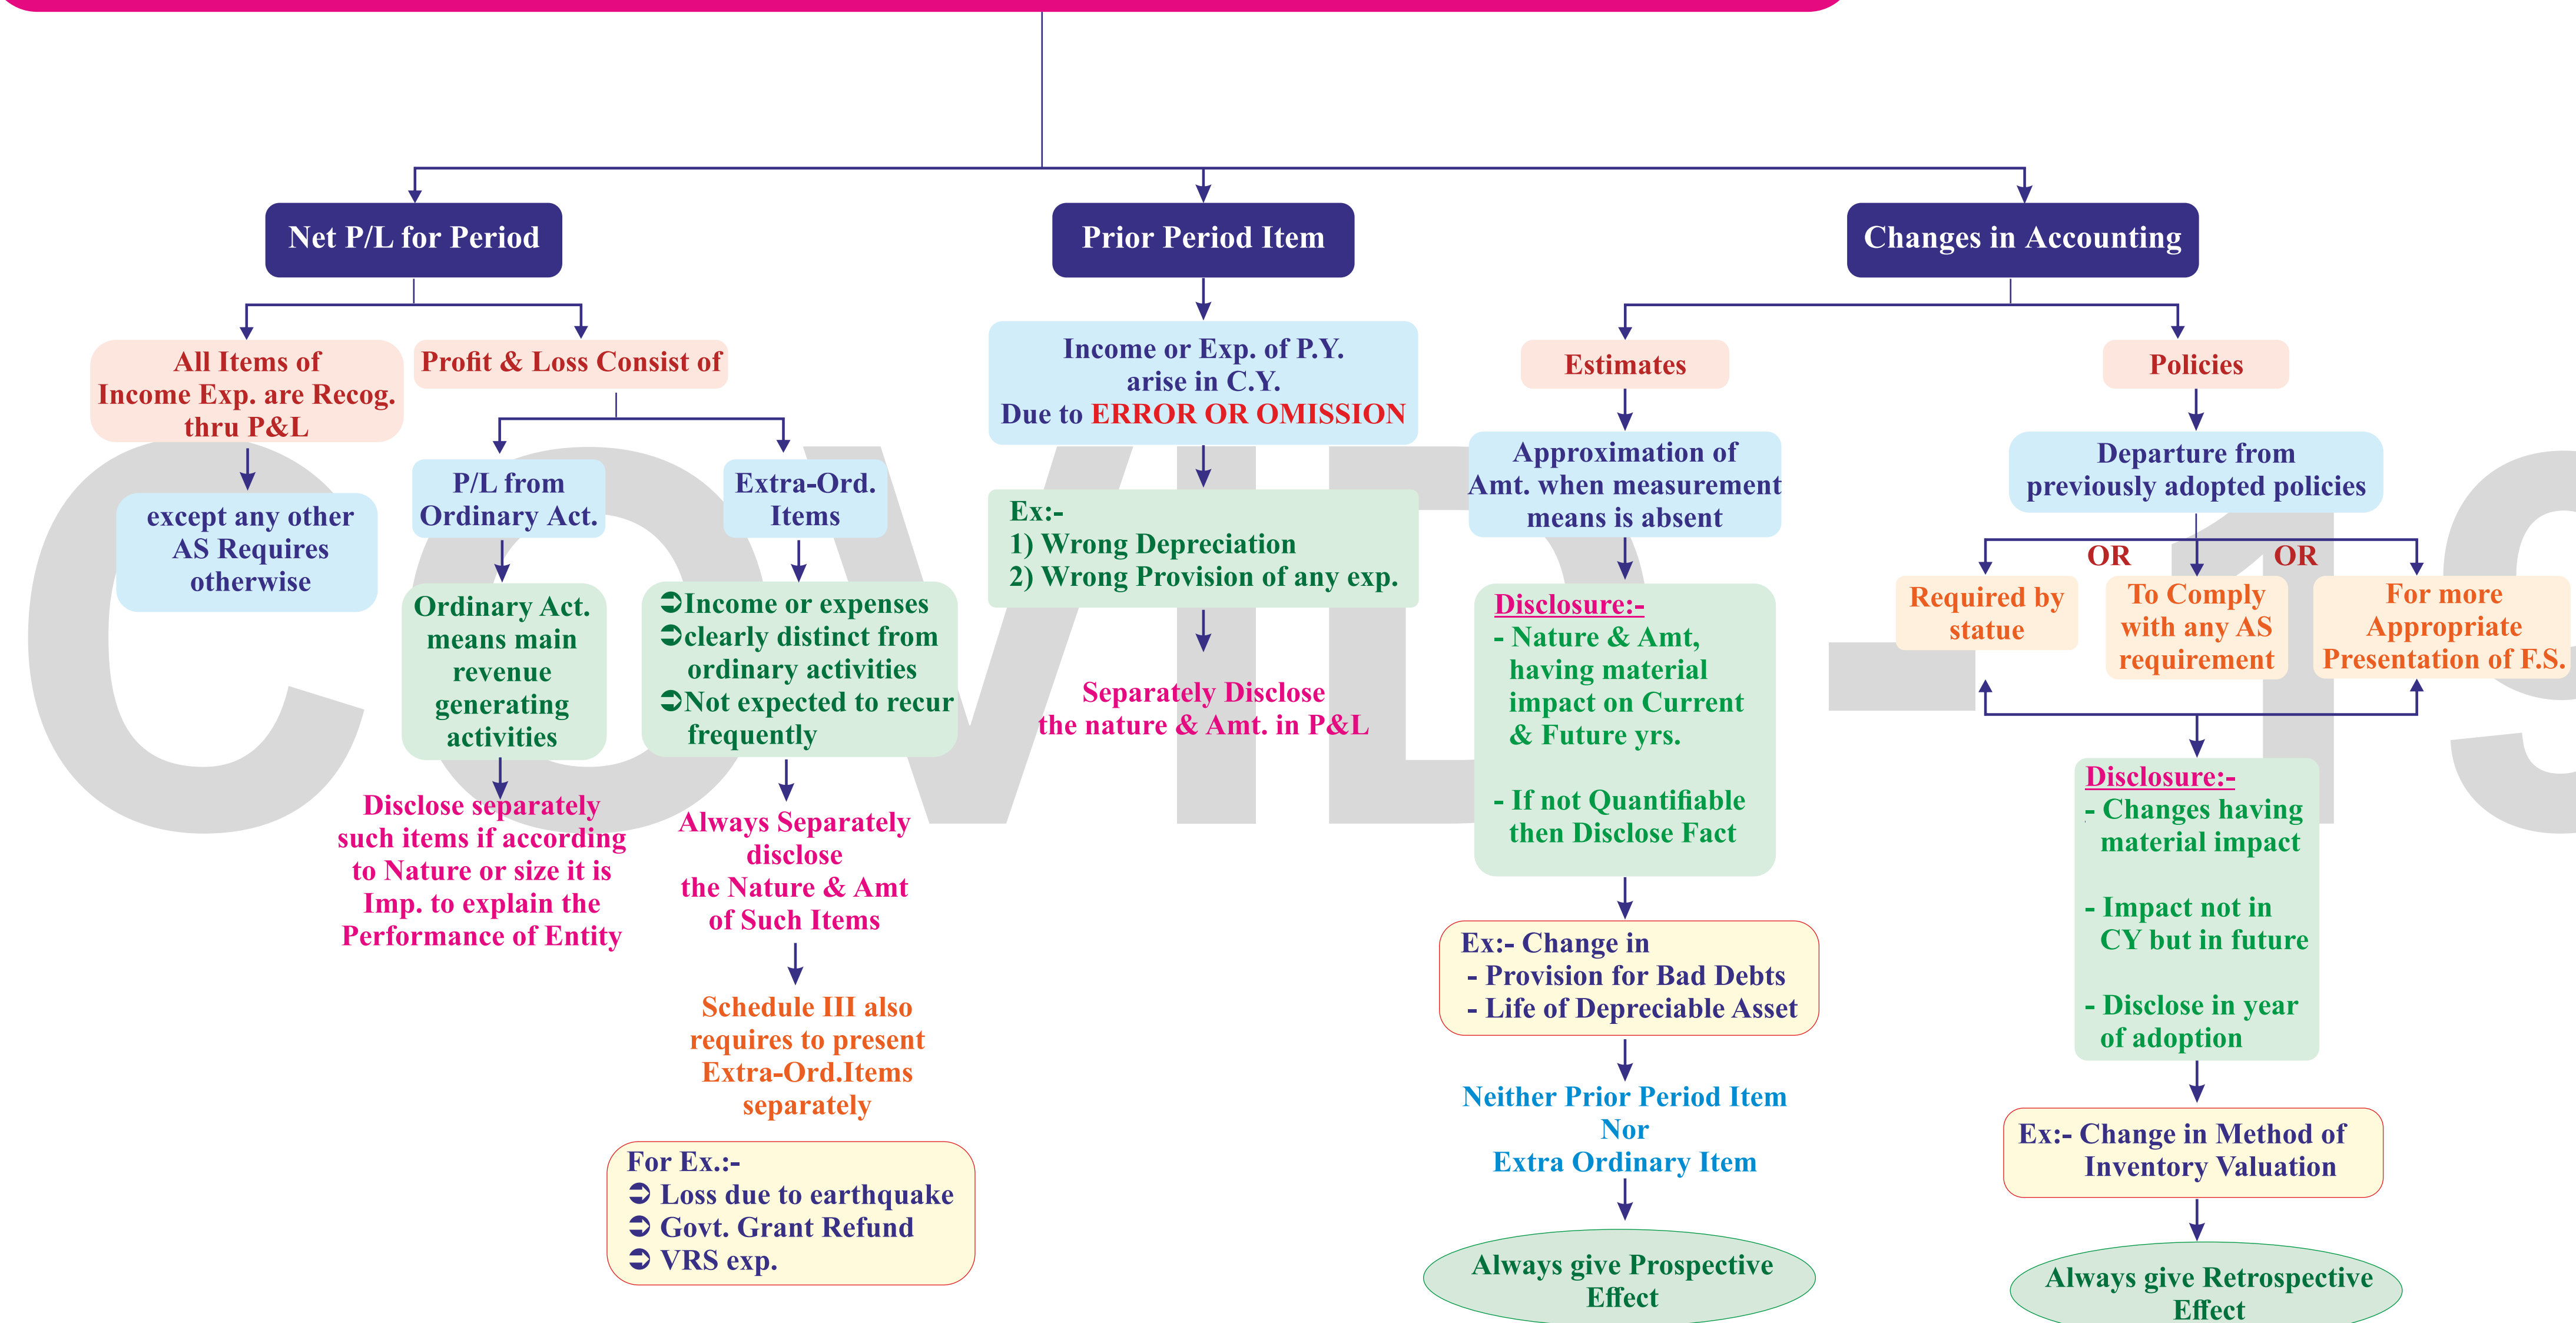 Net P/L for Period
All Items of
Income Exp. are Recog.
thru P&L
except any other
AS Requires
otherwise
Profit & Loss Consist of
P/L from
Ordinary Act.
Ordinary Act.
means main
revenue
generating
activities
Disclose separately
such items if according
to Nature or size it is
Imp. to explain the
Performance of Entity
Extra-Ord.
Items
➲Income or expenses
➲clearly distinct from
ordinary activities
➲Not expected to recur
frequently
Always Separately
disclose
the Nature & Amt
of Such Items
Schedule III also
requires to present
Extra-Ord.Items
separately
For Ex.:-
➲ Loss due to earthquake
➲ Govt. Grant Refund
➲ VRS exp.
Prior Period Item
Income or Exp. of P.Y.
arise in C.Y.
Due to ERROR OR OMISSION
Ex:-
1) Wrong Depreciation
2) Wrong Provision of any exp.
Separately Disclose
the nature & Amt. in P&L
Changes in Accounting
Estimates
Approximation of
Amt. when measurement
means is absent
Disclosure:-
- Nature & Amt,
having material
impact on Current
& Future yrs.
- If not Quantifiable
then Disclose Fact
Ex:- Change in
- Provision for Bad Debts
- Life of Depreciable Asset
Neither Prior Period Item
Nor
Extra Ordinary Item
Always give Prospective
Effect
Policies
Departure from
previously adopted policies
OR OR
Required by
statue
To Comply
with any AS
requirement
For more
Appropriate
Presentation of F.S.
Disclosure:-
- Changes having
material impact
- Impact not in
CY but in future
- Disclose in year
of adoption
Ex:- Change in Method of
Inventory Valuation
Always give Retrospective
Effect
COVID - 19